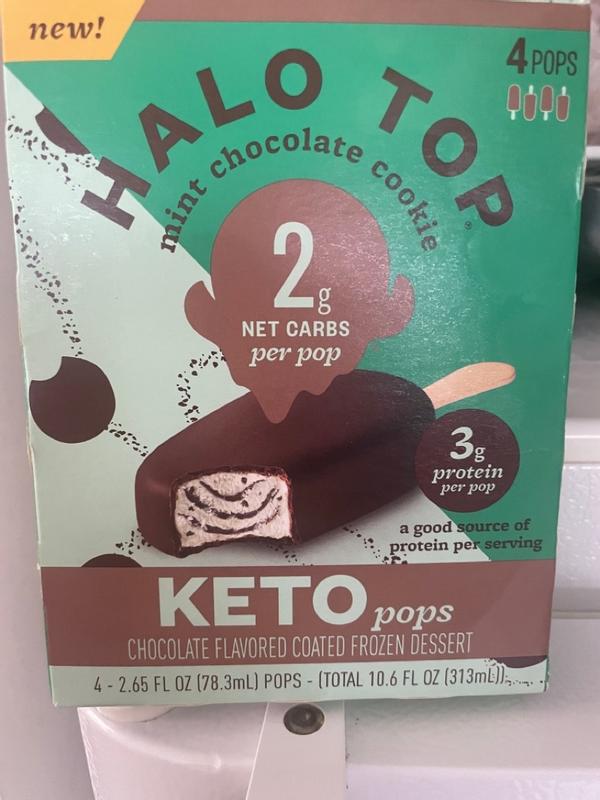 new!
4 POPS
HALO TOP®
mint chocolate cookie
2g
NET CARBS
per pop
3g
protein
per pop
a good source of
protein per serving
KETO pops
CHOCOLATE FLAVORED COATED FROZEN DESSERT
4 - 2.65 FL OZ (78.3mL) POPS - (TOTAL 10.6 FL OZ (313mL))